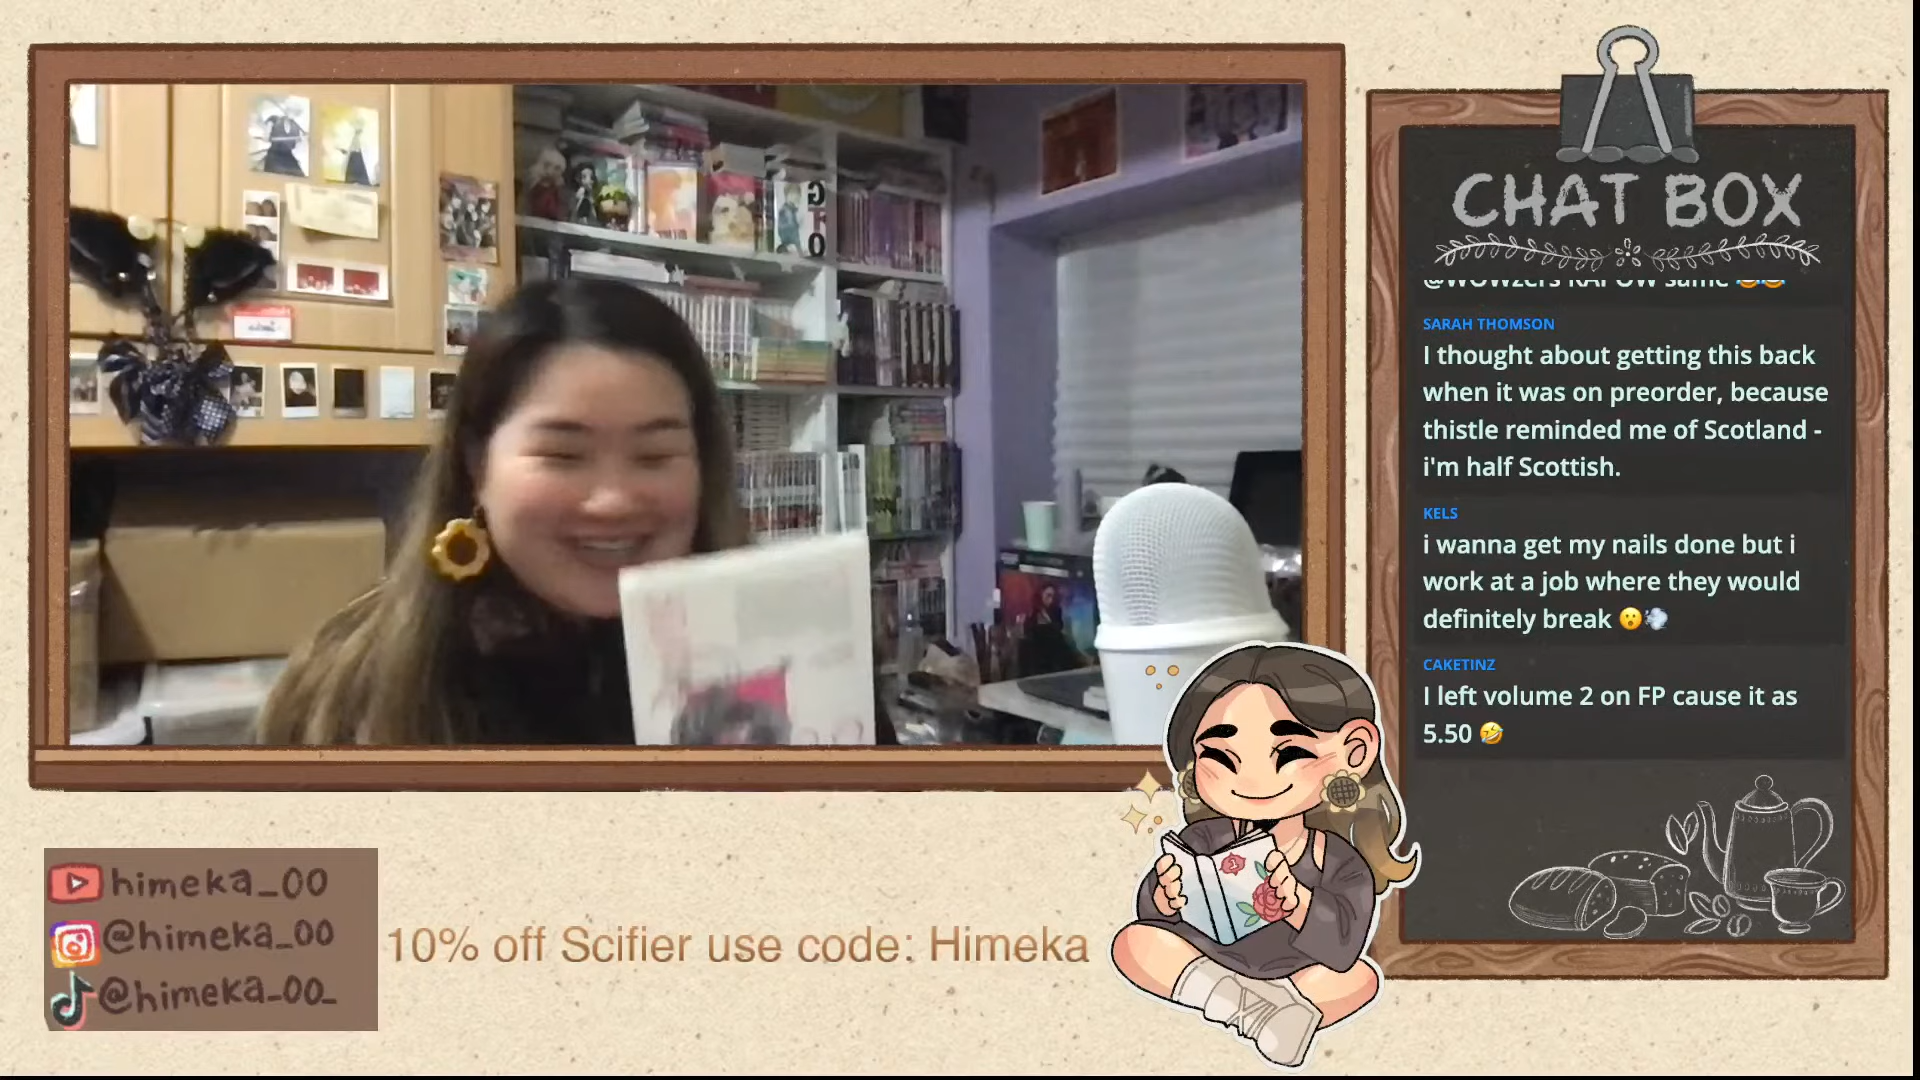 GTO
CHAT BOX
SARAH THOMSON
I thought about getting this back
when it was on preorder, because
thistle reminded me of Scotland -
i'm half Scottish.
KELS
i wanna get my nails done but i
work at a job where they would
definitely break 😮‍💨
CAKETINZ
I left volume 2 on FP cause it as
5.50 🤣
himeka_00
@himeka_00
@himeka_00_
10% off Scifier use code: Himeka